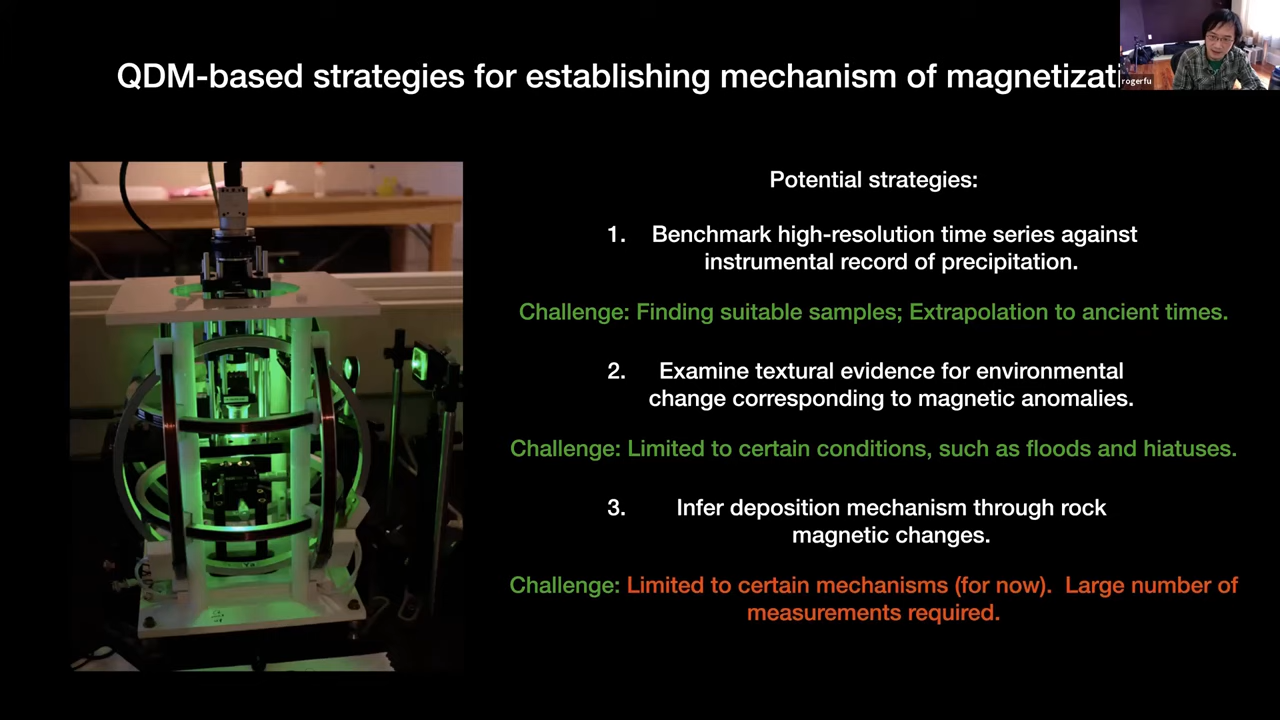 QDM-based strategies for establishing mechanism of magnetizati
rogerfu
Potential strategies:
1. Benchmark high-resolution time series against
instrumental record of precipitation.
Challenge: Finding suitable samples; Extrapolation to ancient times.
2. Examine textural evidence for environmental
change corresponding to magnetic anomalies.
Challenge: Limited to certain conditions, such as floods and hiatuses.
3. Infer deposition mechanism through rock
magnetic changes.
Challenge: Limited to certain mechanisms (for now). Large number of
measurements required.